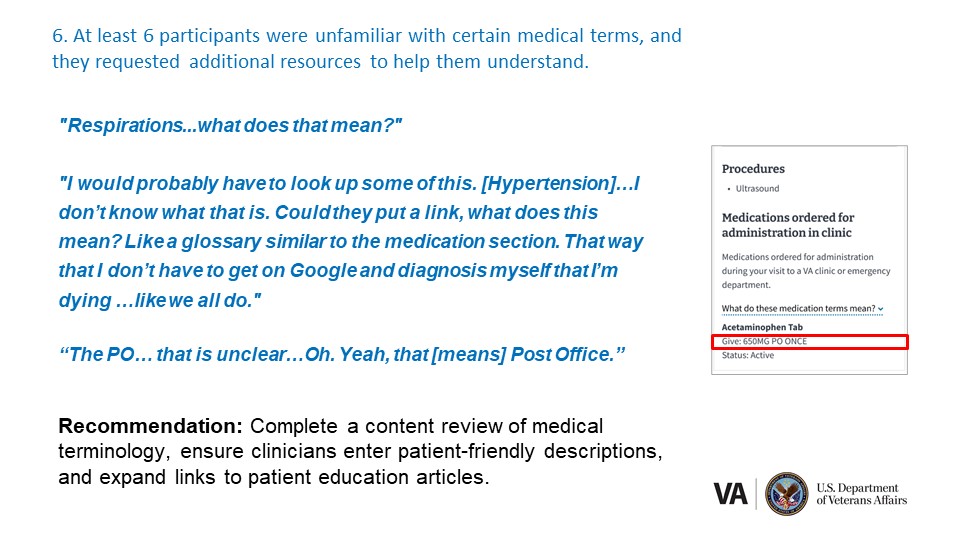 6. At least 6 participants were unfamiliar with certain medical terms, and
they requested additional resources to help them understand.
"Respirations...what does that mean?"
"I would probably have to look up some of this. [Hypertension]…I
don’t know what that is. Could they put a link, what does this
mean? Like a glossary similar to the medication section. That way
that I don’t have to get on Google and diagnosis myself that I’m
dying …like we all do."
“The PO… that is unclear…Oh. Yeah, that [means] Post Office.”
Recommendation: Complete a content review of medical
terminology, ensure clinicians enter patient-friendly descriptions,
and expand links to patient education articles.
Procedures
• Ultrasound
Medications ordered for
administration in clinic
Medications ordered for administration
during your visit to a VA clinic or emergency
department.
What do these medication terms mean?
Acetaminophen Tab
Give: 650MG PO ONCE
Status: Active
VA
U.S. Department
of Veterans Affairs